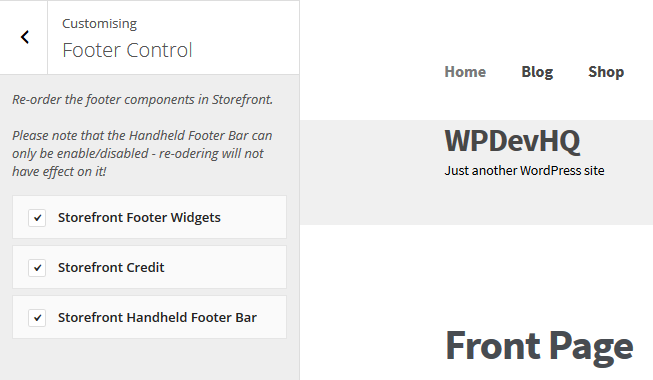 Customising
Footer Control
Re-order the footer components in Storefront.
Please note that the Handheld Footer Bar can
only be enable/disabled - re-odering will not
have effect on it!
Storefront Footer Widgets
Storefront Credit
Storefront Handheld Footer Bar
Home Blog Shop
WPDevHQ
Just another WordPress site
Front Page